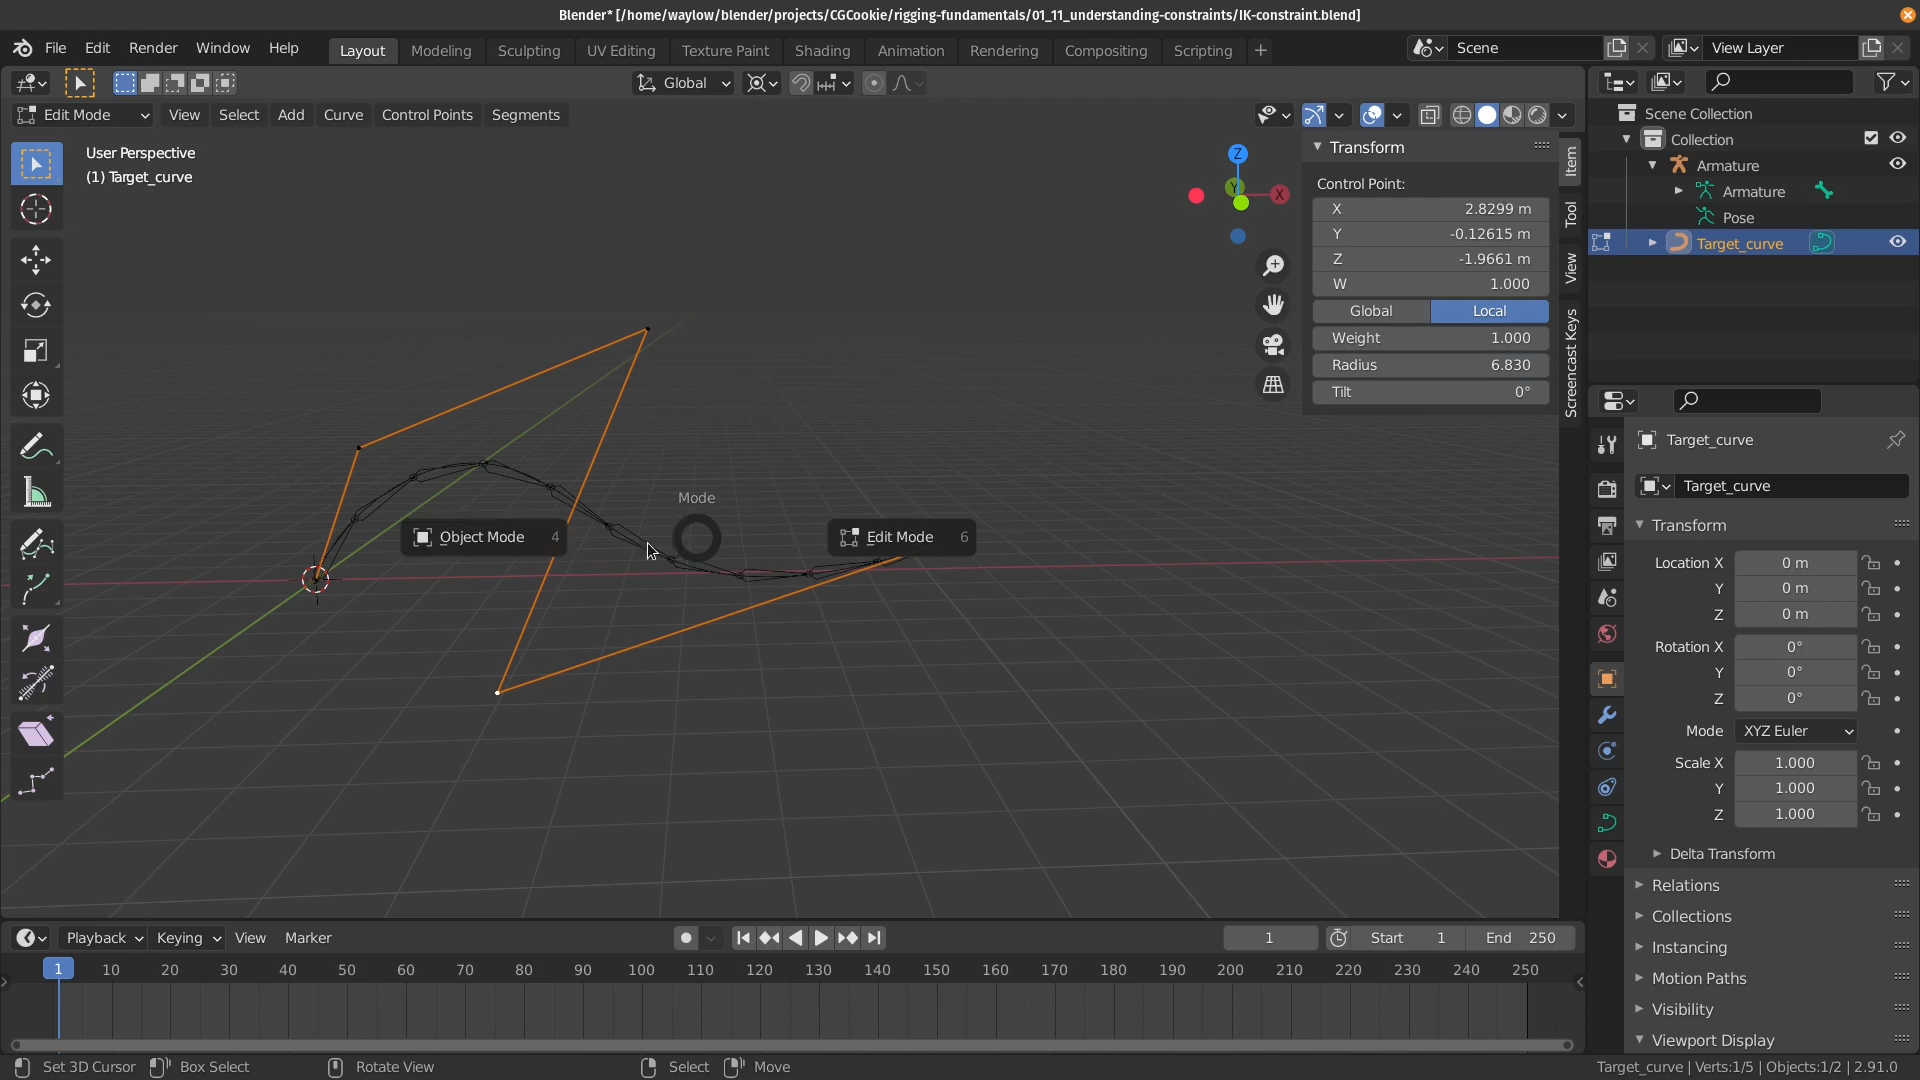 Blender* [/home/waylow/blender/projects/CGCookie/rigging-fundamentals/01_11_understanding-constraints/IK-constraint.blend]
File Edit Render Window Help Layout Modeling Sculpting UV Editing Texture Paint Shading Animation Rendering Compositing Scripting + Scene View Layer
Global
Edit Mode View Select Add Curve Control Points Segments
User Perspective
(1) Target_curve
Z
Y
X
Transform
Control Point:
X 2.8299 m
Y -0.12615 m
Z -1.9661 m
W 1.000
Global Local
Weight 1.000
Radius 6.830
Tilt 0°
Item
Tool
View
Screencast Keys
Scene Collection
Collection
Armature
Armature
Pose
Target_curve
Mode
Object Mode 4
Edit Mode 6
Target_curve
Target_curve
Transform
Location X 0 m
Y 0 m
Z 0 m
Rotation X 0°
Y 0°
Z 0°
Mode XYZ Euler
Scale X 1.000
Y 1.000
Z 1.000
Delta Transform
Relations
Collections
Instancing
Motion Paths
Visibility
Viewport Display
Playback Keying View Marker 1 Start 1 End 250
1 10 20 30 40 50 60 70 80 90 100 110 120 130 140 150 160 170 180 190 200 210 220 230 240 250
Set 3D Cursor Box Select Rotate View Select Move Target_curve | Verts:1/5 | Objects:1/2 | 2.91.0